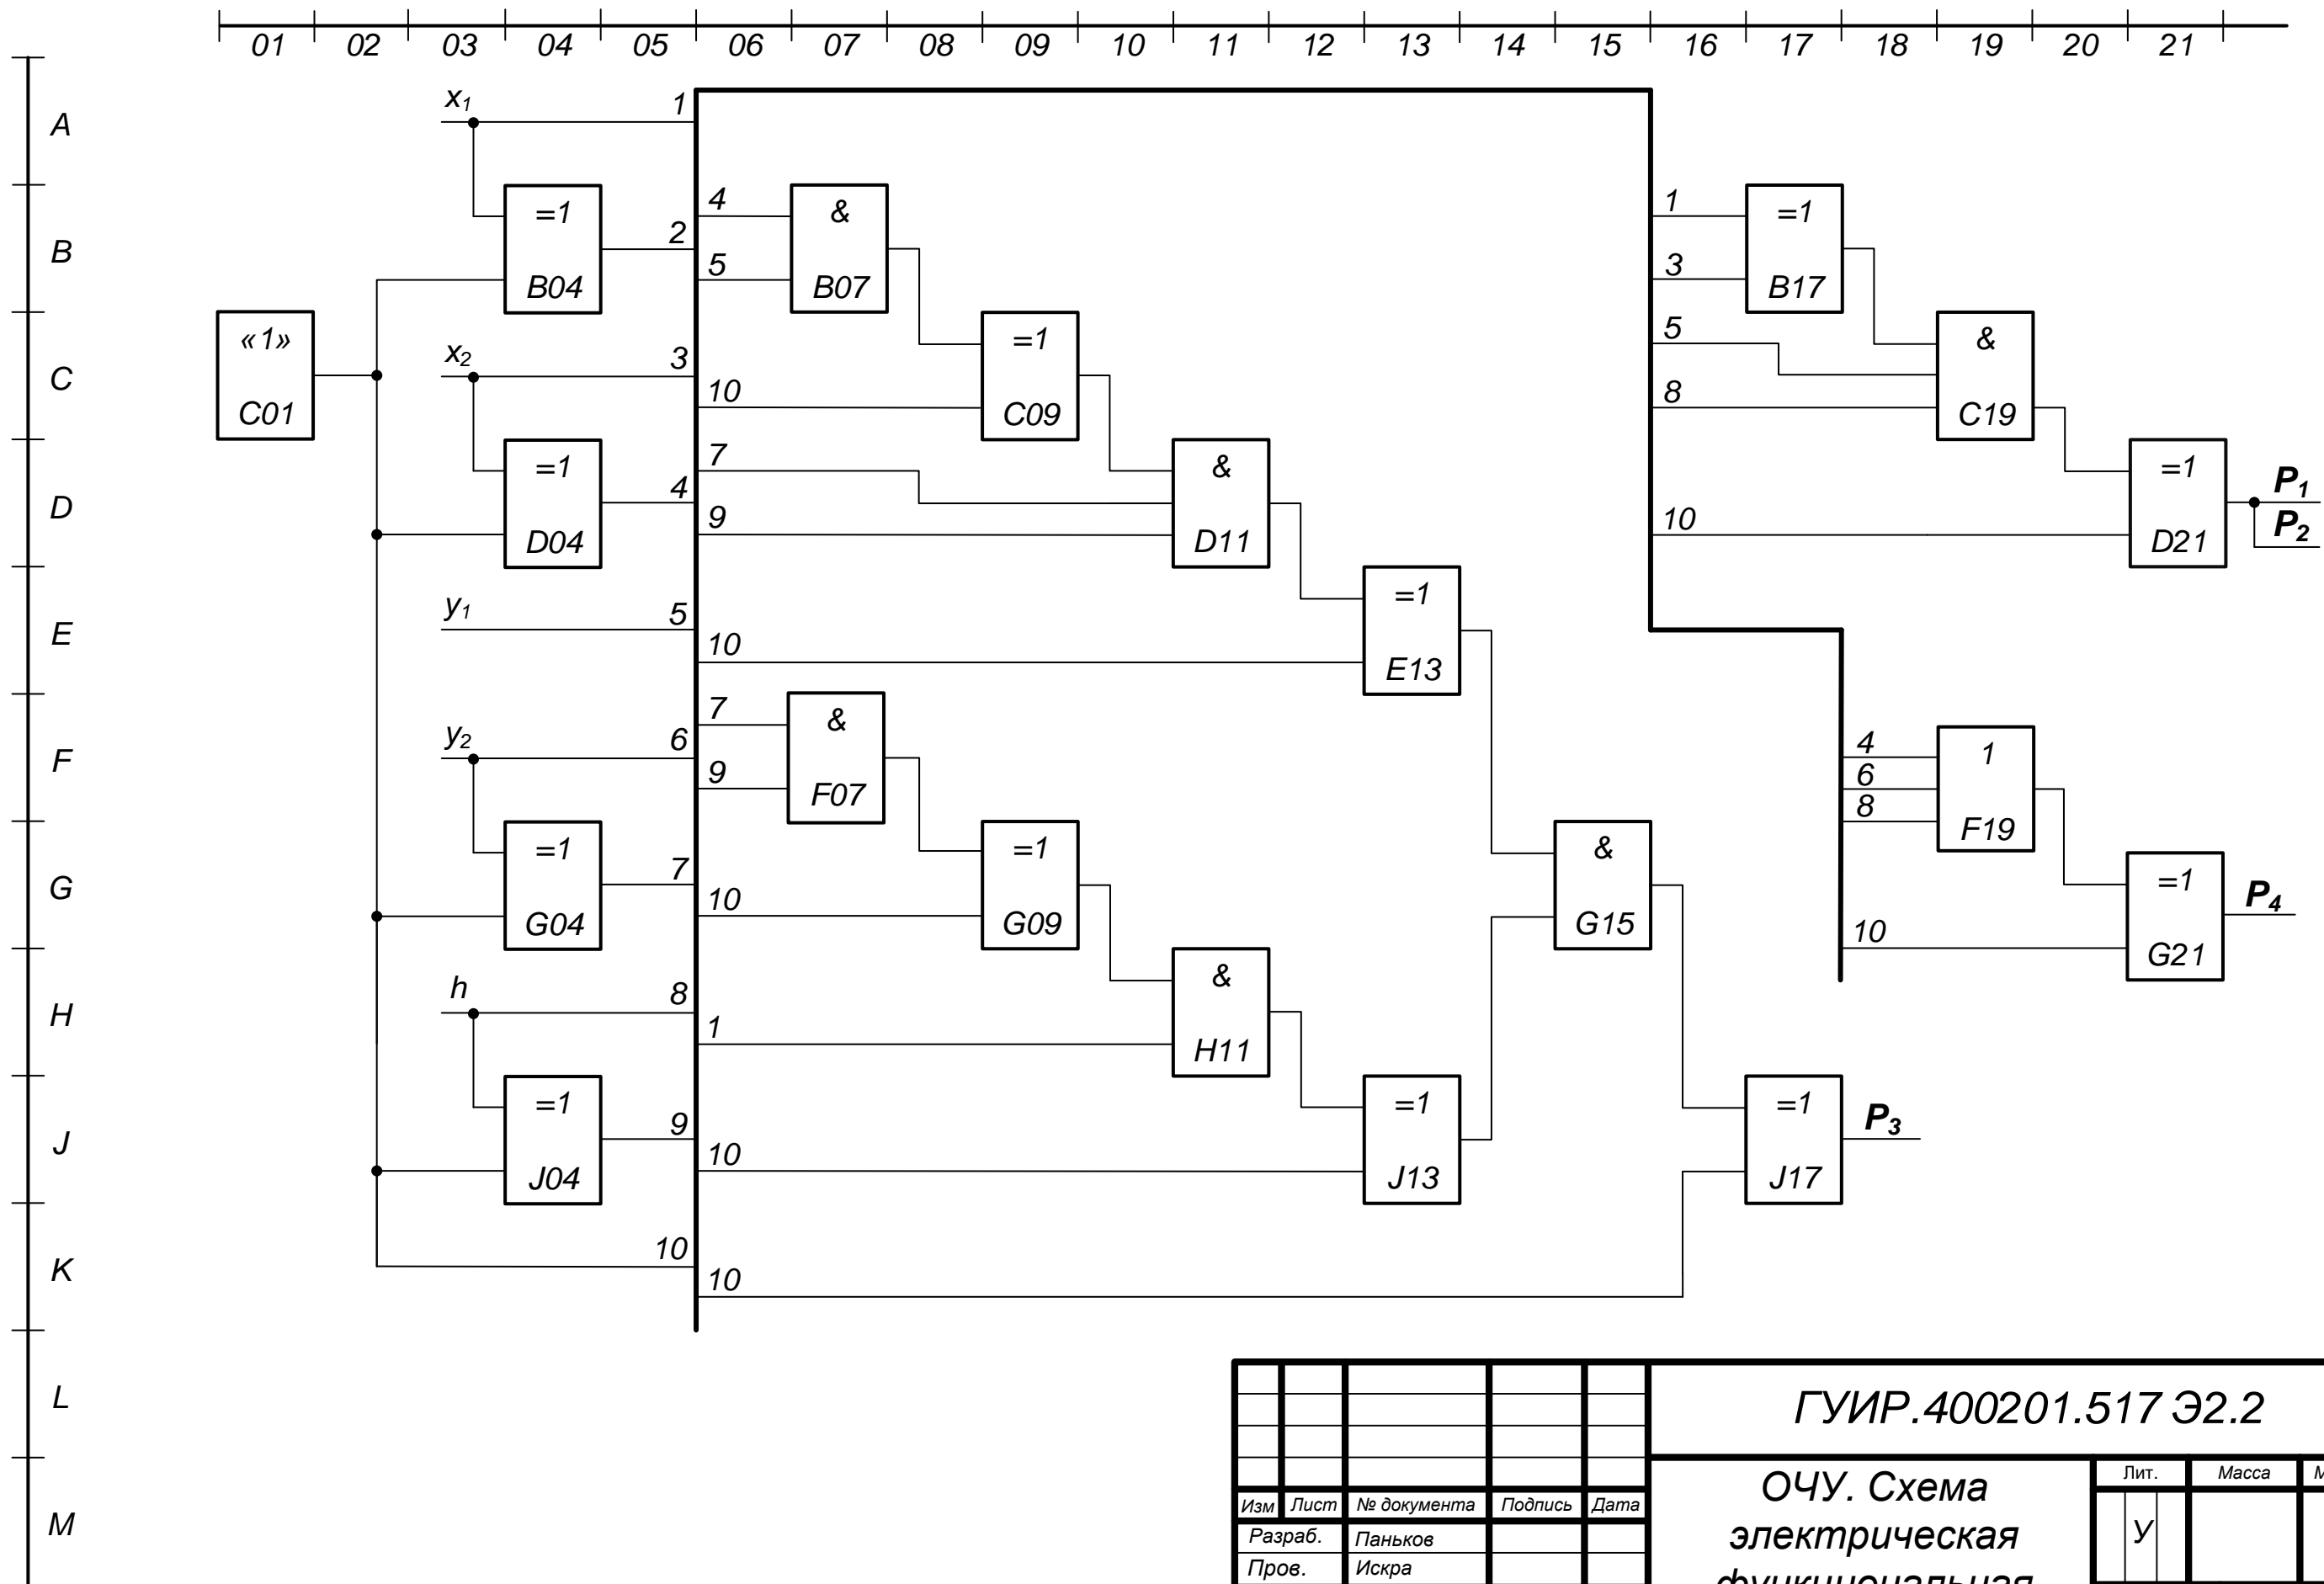 01 02 03 04 05 06 07 08 09 10 11 12 13 14 15 16 17 18 19 20 21
A
B
C
D
E
F
G
H
J
K
L
M
«1»
C01
x₁
=1
B04
x₂
=1
D04
y₁
y₂
=1
G04
h
=1
J04
1
2
3
4
5
6
7
8
9
10
4
5
10
7
9
10
7
9
10
1
10
10
&
B07
=1
C09
&
D11
=1
E13
&
F07
=1
G09
&
H11
=1
J13
&
G15
=1
J17
P₃
1
3
5
8
10
=1
B17
&
C19
=1
D21
P₁
P₂
4
6
8
10
1
F19
=1
G21
P₄
ГУИР.400201.517 Э2.2
ОЧУ. Схема
электрическая
функциональная
Лит. Масса
У
Изм Лист № документа Подпись Дата
Разраб. Паньков
Пров. Искра